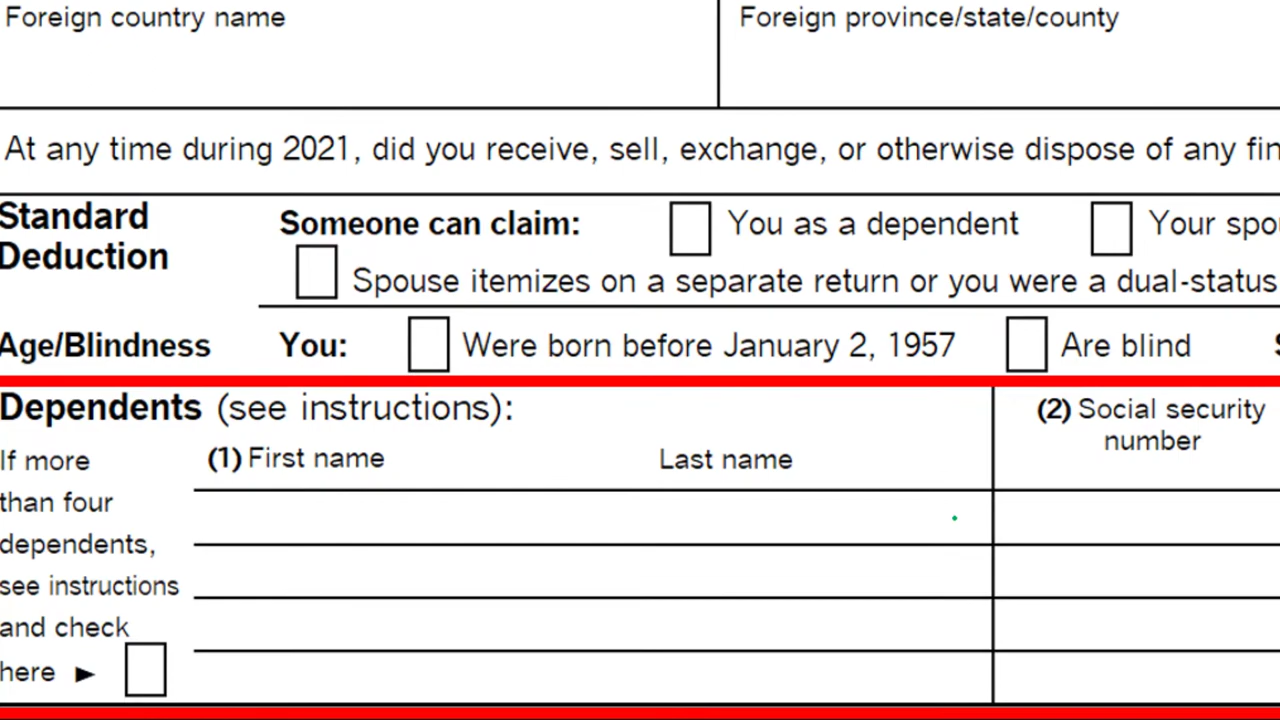 Foreign country name
Foreign province/state/county
At any time during 2021, did you receive, sell, exchange, or otherwise dispose of any fin
Standard Deduction
Someone can claim: You as a dependent Your spou
Spouse itemizes on a separate return or you were a dual-status
Age/Blindness You: Were born before January 2, 1957 Are blind
Dependents (see instructions):
(2) Social security number
(1) First name Last name
If more
than four
dependents,
see instructions
and check
here ►